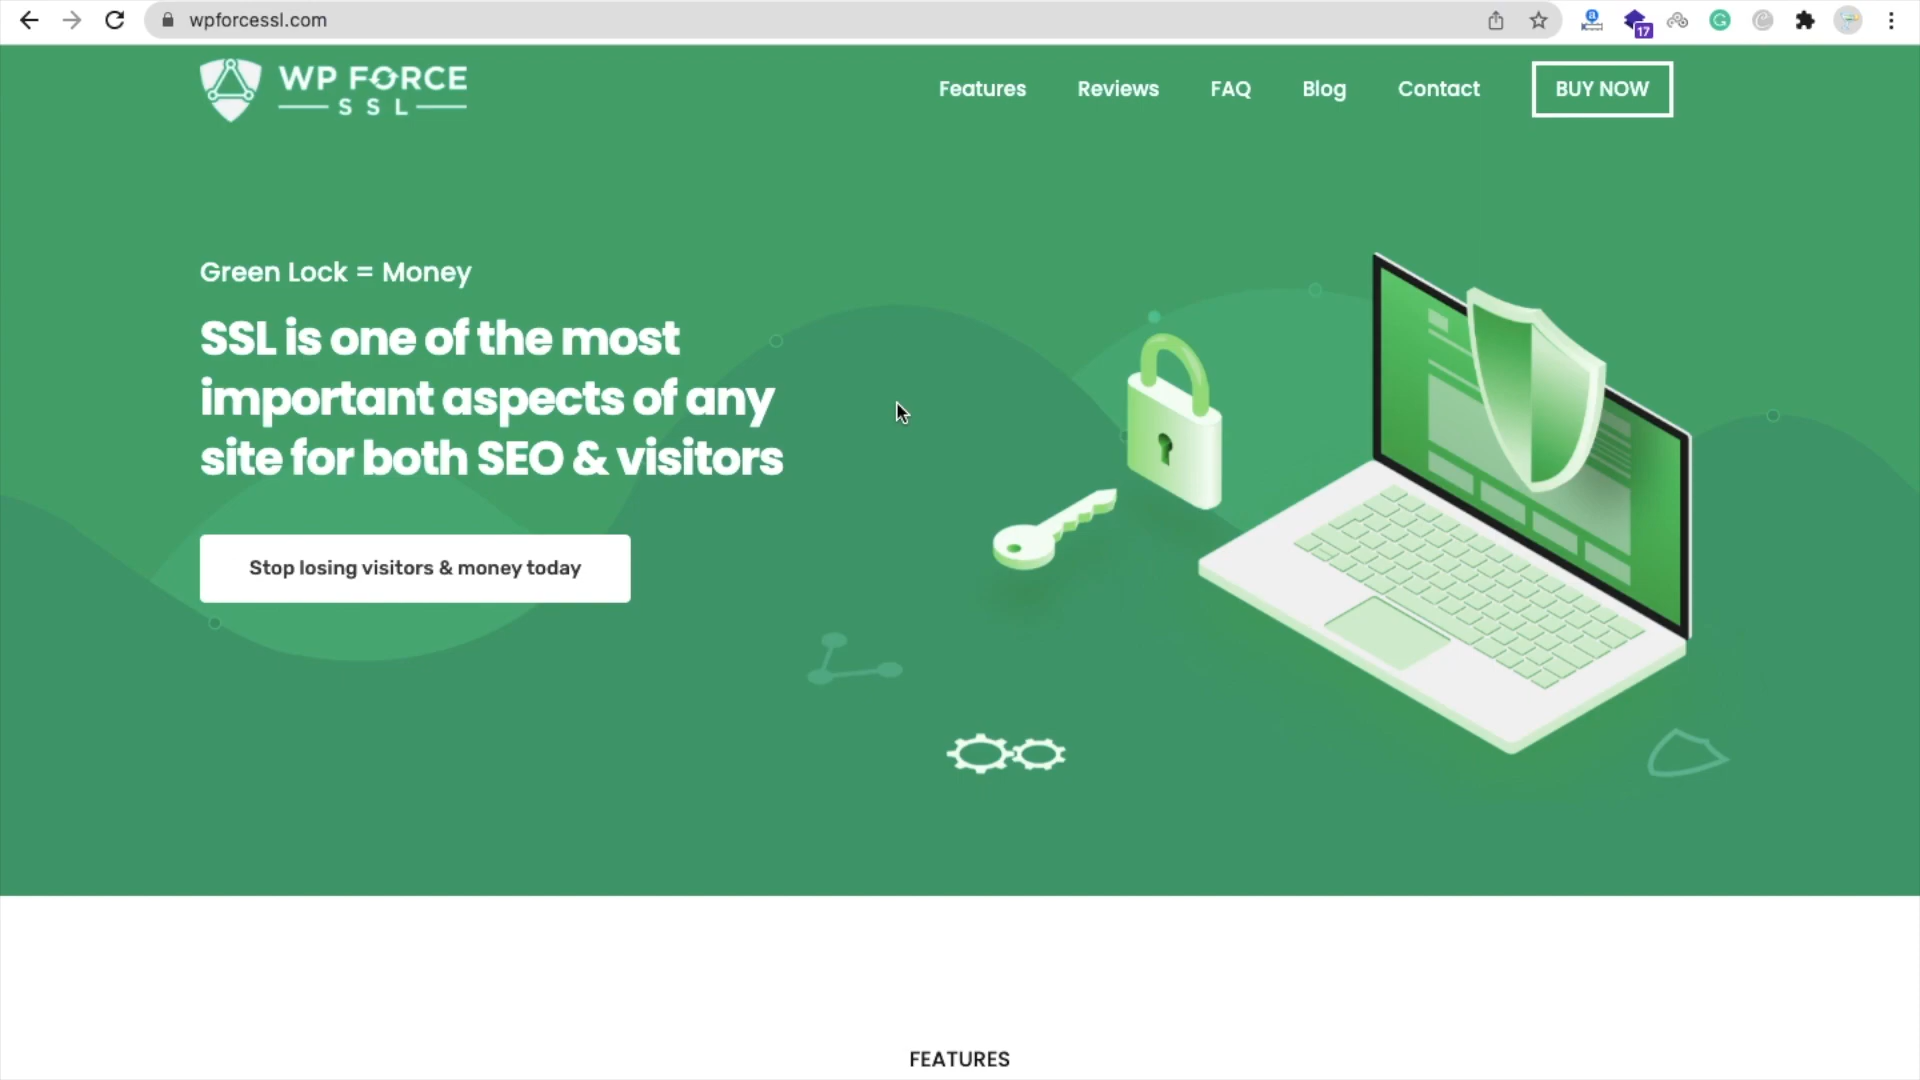 wpforcessl.com
17
WP FORCE
SSL
Features
Reviews
FAQ
Blog
Contact
BUY NOW
Green Lock = Money
SSL is one of the most
important aspects of any
site for both SEO & visitors
Stop losing visitors & money today
FEATURES